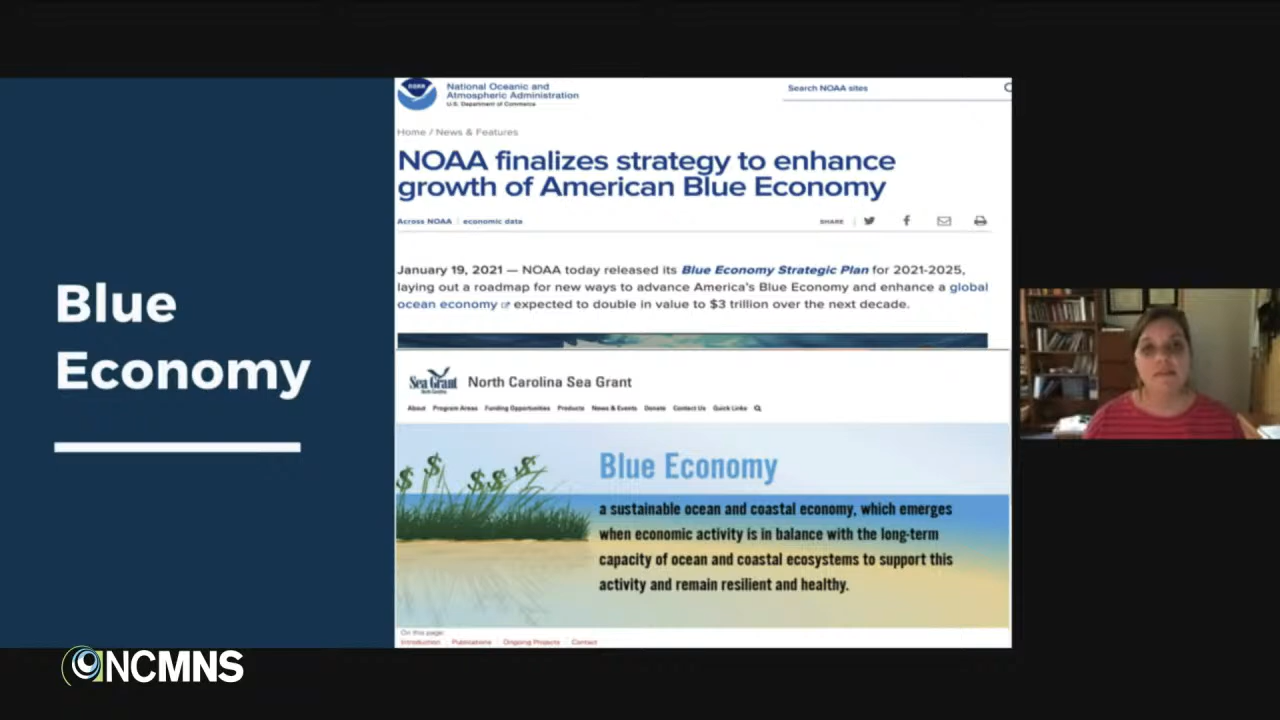 Blue
Economy
NOAA
National Oceanic and
Atmospheric Administration
U.S. Department of Commerce
Search NOAA sites
Home / News & Features
NOAA finalizes strategy to enhance
growth of American Blue Economy
Across NOAA | economic data
SHARE
January 19, 2021 — NOAA today released its Blue Economy Strategic Plan for 2021-2025,
laying out a roadmap for new ways to advance America's Blue Economy and enhance a global
ocean economy expected to double in value to $3 trillion over the next decade.
Sea Grant
North Carolina
North Carolina Sea Grant
About Program Areas Funding Opportunities Products News & Events Donate Contact Us Quick Links
$ $ $ $ $
Blue Economy
a sustainable ocean and coastal economy, which emerges
when economic activity is in balance with the long-term
capacity of ocean and coastal ecosystems to support this
activity and remain resilient and healthy.
On this page:
Introduction Publications Ongoing Projects Contact
NCMNS